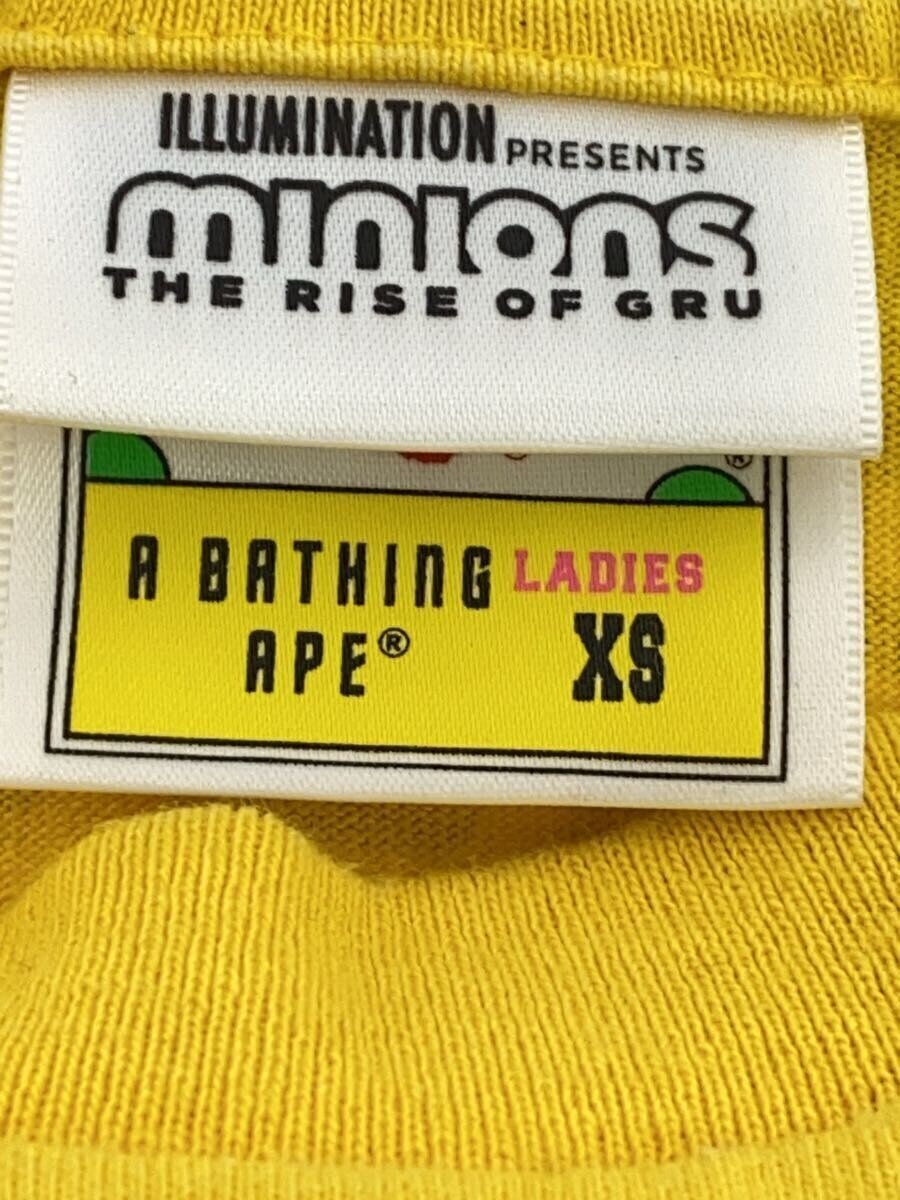 ILLUMINATION PRESENTS
minions
THE RISE OF GRU
®
A BATHING LADIES
APE® XS